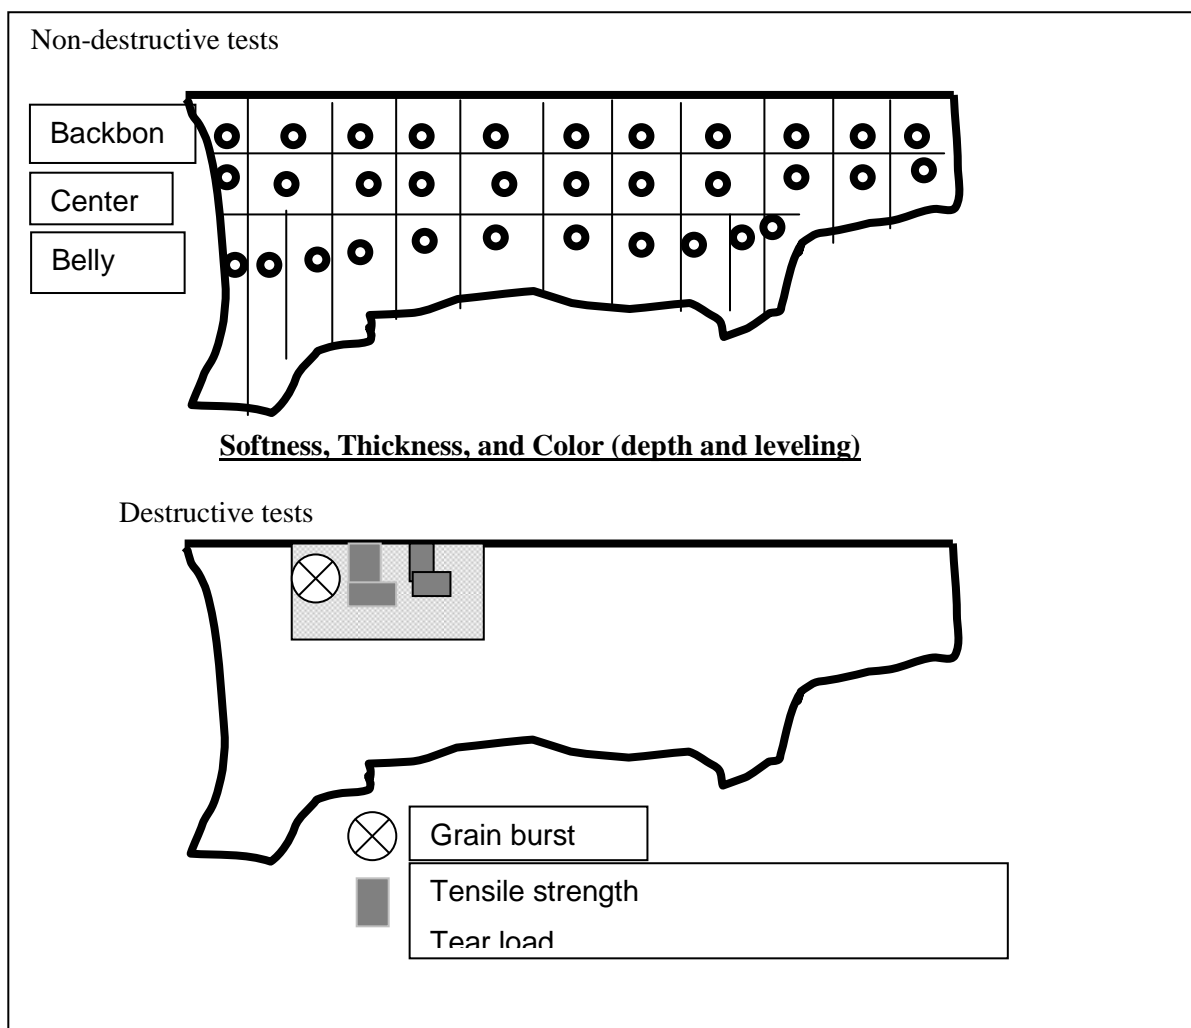 Non-destructive tests
Backbon
Center
Belly
Softness, Thickness, and Color (depth and leveling)
Destructive tests
Grain burst
Tensile strength
Tear load